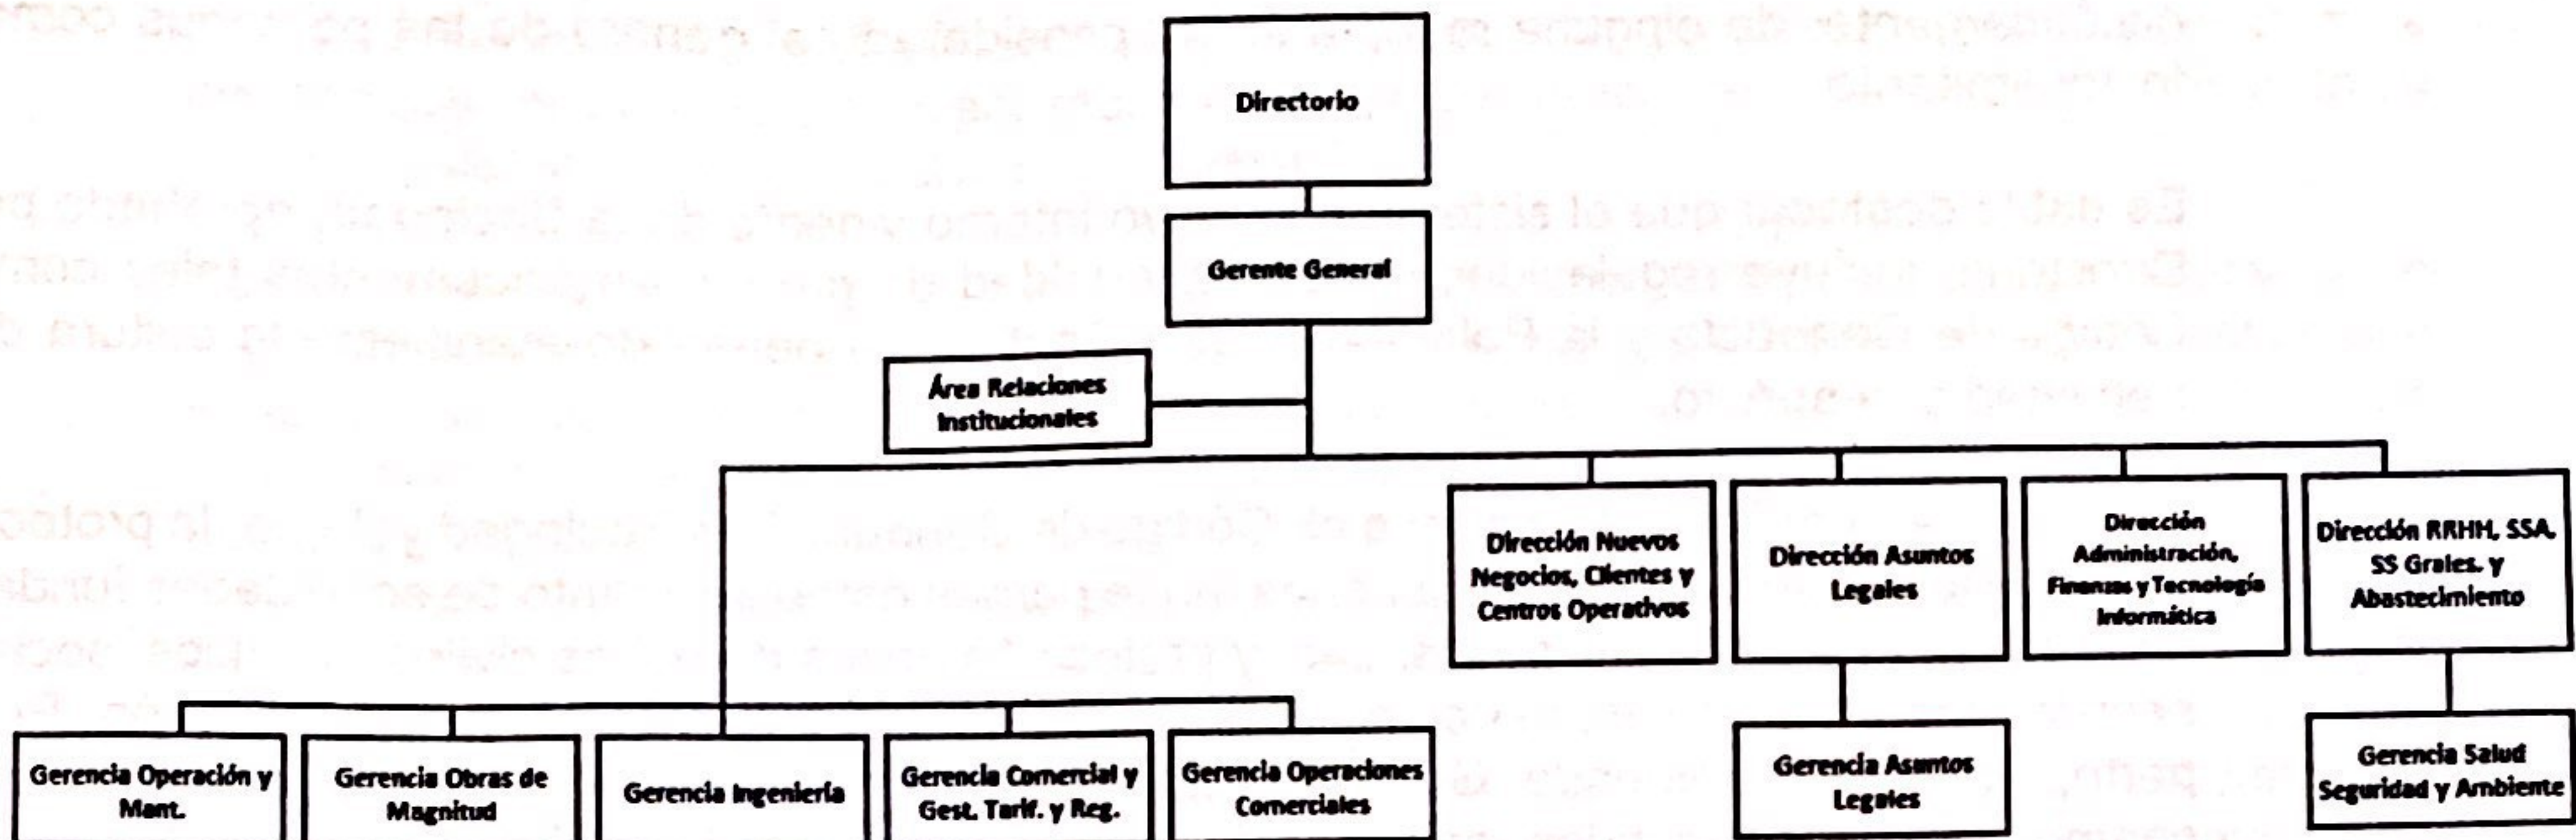 Directorio
Gerente General
Área Relaciones
Institucionales
Dirección Nuevos
Negocios, Clientes y
Centros Operativos
Dirección Asuntos
Legales
Dirección
Administración,
Finanzas y Tecnología
Informática
Dirección RRHH, SSA,
SS Grales. y
Abastecimiento
Gerencia Operación y
Mant.
Gerencia Obras de
Magnitud
Gerencia Ingeniería
Gerencia Comercial y
Gest. Tarif. y Reg.
Gerencia Operaciones
Comerciales
Gerencia Asuntos
Legales
Gerencia Salud
Seguridad y Ambiente